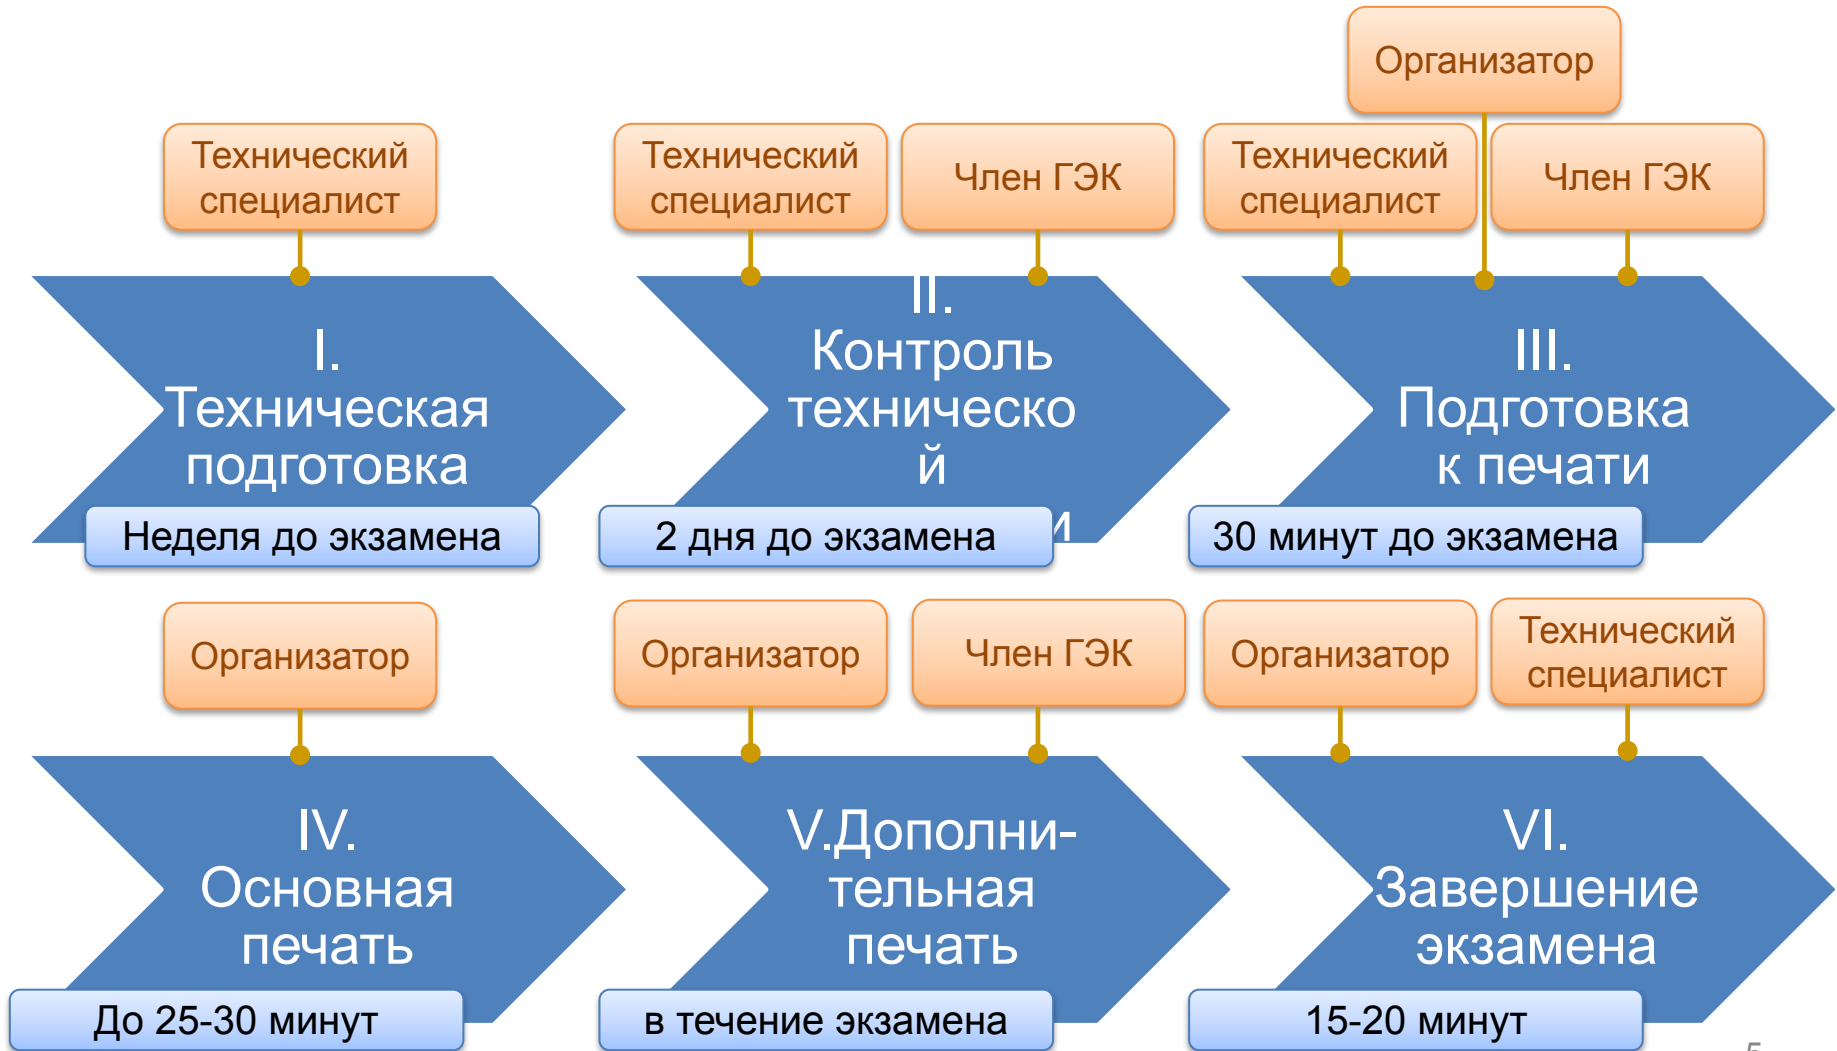 Организатор
Технический
специалист
Технический
специалист
Член ГЭК
Технический
специалист
Член ГЭК
I.
Техническая
подготовка
Неделя до экзамена
II.
Контроль
техническо
й
и
2 дня до экзамена
III.
Подготовка
к печати
30 минут до экзамена
Организатор
Организатор
Член ГЭК
Организатор
Технический
специалист
IV.
Основная
печать
До 25-30 минут
V.Дополни-
тельная
печать
в течение экзамена
VI.
Завершение
экзамена
15-20 минут
5